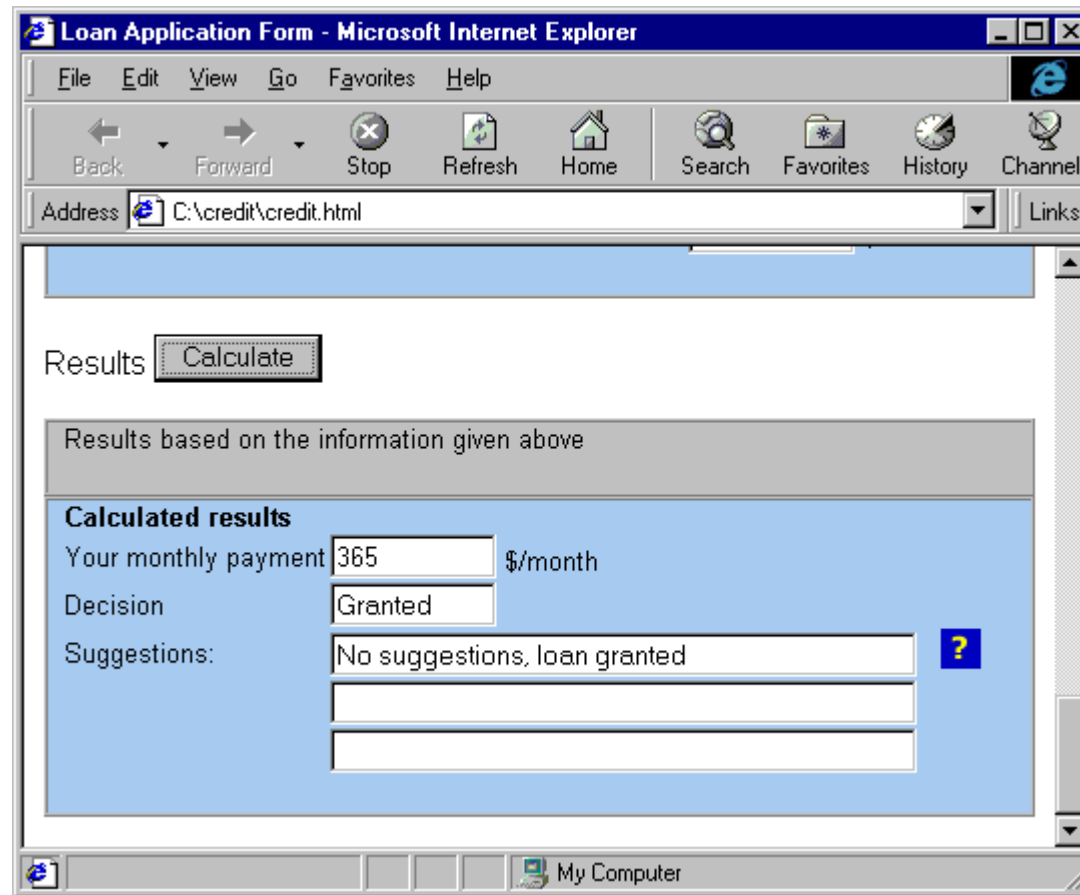 Loan Application Form - Microsoft Internet Explorer
File Edit View Go Favorites Help
Back Forward Stop Refresh Home Search Favorites History Channel
Address C:\credit\credit.html Links
Results Calculate
Results based on the information given above
Calculated results
Your monthly payment 365 $/month
Decision Granted
Suggestions: No suggestions, loan granted ?
My Computer